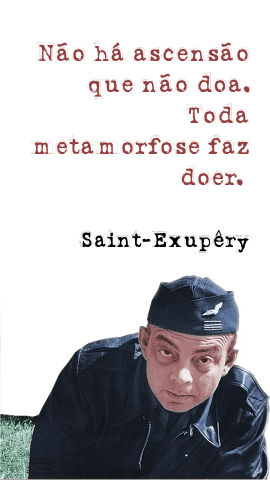 Não há ascensão
que não doa.
Toda
metamorfose faz
doer.
Saint-Exupêry